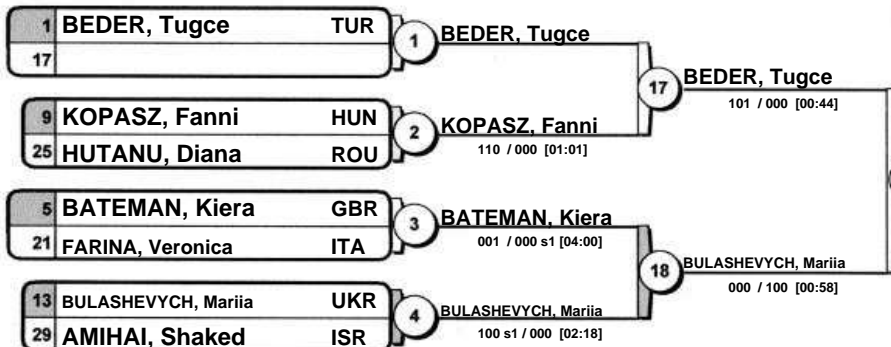 1 BEDER, Tugce TUR
17
1 BEDER, Tugce
9 KOPASZ, Fanni HUN
25 HUTANU, Diana ROU
2 KOPASZ, Fanni
110 / 000 [01:01]
17 BEDER, Tugce
101 / 000 [00:44]
5 BATEMAN, Kiera GBR
21 FARINA, Veronica ITA
3 BATEMAN, Kiera
001 / 000 s1 [04:00]
13 BULASHEVYCH, Mariia UKR
29 AMIHAI, Shaked ISR
4 BULASHEVYCH, Mariia
100 s1 / 000 [02:18]
18 BULASHEVYCH, Mariia
000 / 100 [00:58]